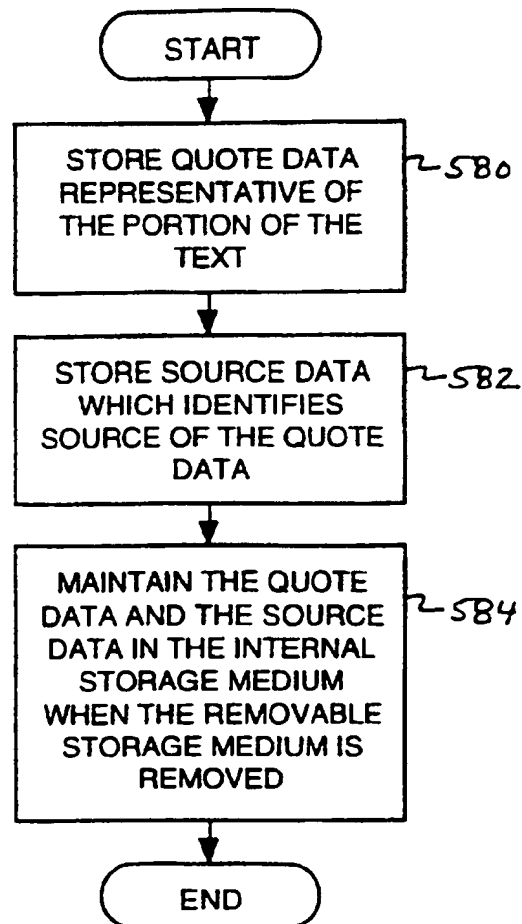 START
STORE QUOTE DATA
REPRESENTATIVE OF
THE PORTION OF THE
TEXT
580
STORE SOURCE DATA
WHICH IDENTIFIES
SOURCE OF THE QUOTE
DATA
582
MAINTAIN THE QUOTE
DATA AND THE SOURCE
DATA IN THE INTERNAL
STORAGE MEDIUM
WHEN THE REMOVABLE
STORAGE MEDIUM IS
REMOVED
584
END